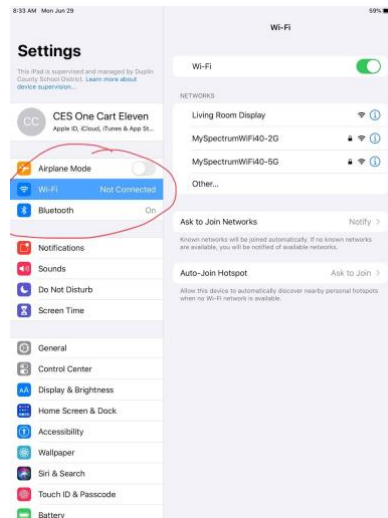 8:33 AM Mon Jun 29
59%
Settings
This iPad is supervised and managed by Duplin
County School District. Learn more about
device supervision...
CC
CES One Cart Eleven
Apple ID, iCloud, iTunes & App St...
Airplane Mode
Wi-Fi
Not Connected
Bluetooth
On
Notifications
Sounds
Do Not Disturb
Screen Time
General
Control Center
AA
Display & Brightness
Home Screen & Dock
Accessibility
Wallpaper
Siri & Search
Touch ID & Passcode
Battery
Wi-Fi
Wi-Fi
NETWORKS
Living Room Display
MySpectrumWiFi40-2G
MySpectrumWiFi40-5G
Other...
Ask to Join Networks
Notify
Known networks will be joined automatically. If no known networks
are available, you will be notified of available networks.
Auto-Join Hotspot
Ask to Join
Allow this device to automatically discover nearby personal hotspots
when no Wi-Fi network is available.